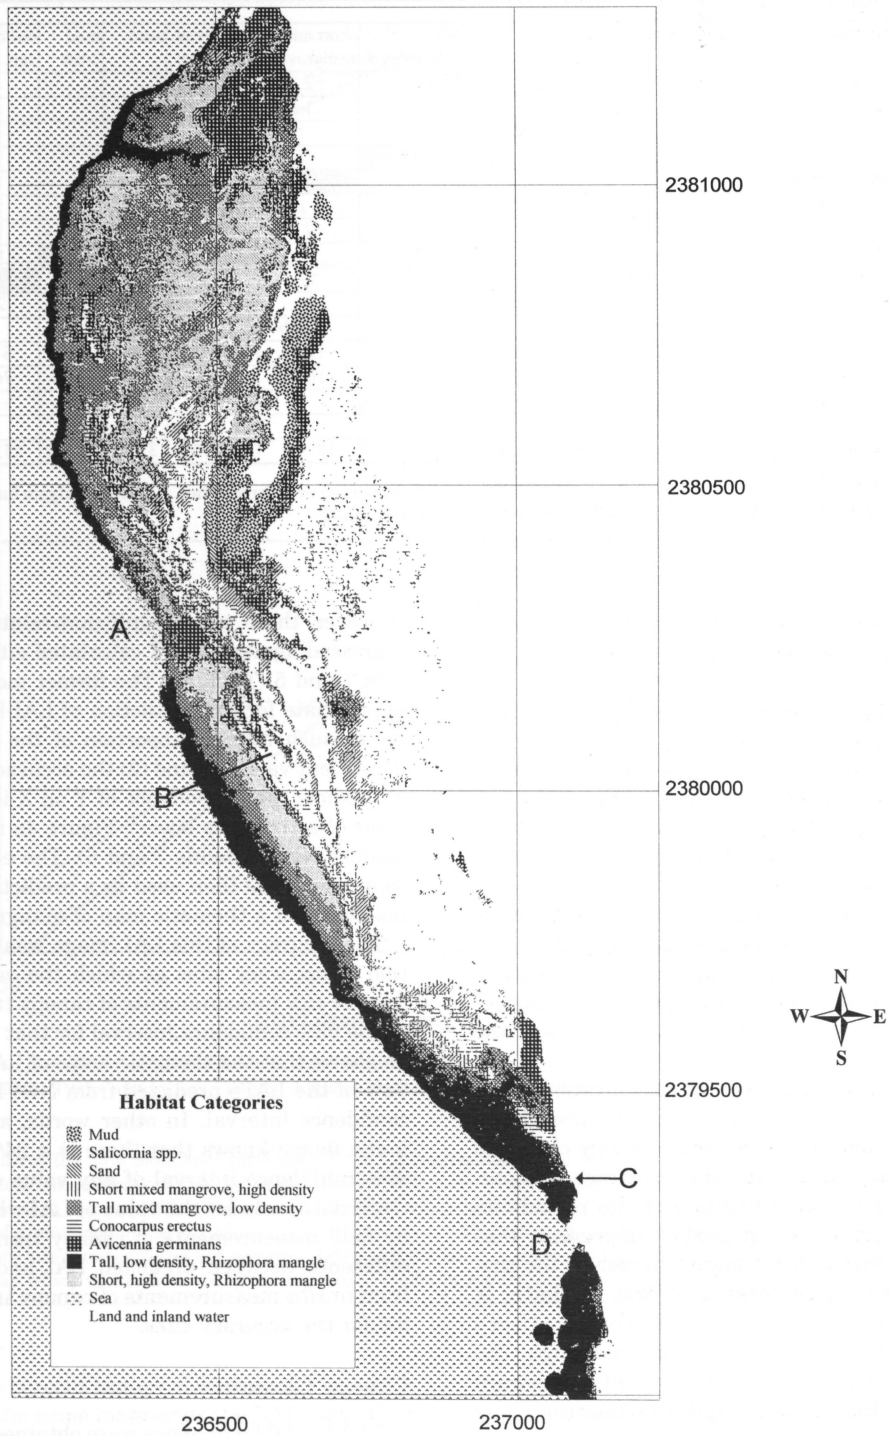 2381000
2380500
A
B
2380000
N
W E
S
2379500
Habitat Categories
Mud
Salicornia spp.
Sand
Short mixed mangrove, high density
Tall mixed mangrove, low density
Conocarpus erectus
Avicennia germinans
Tall, low density, Rhizophora mangle
Short, high density, Rhizophora mangle
Sea
Land and inland water
C
D
236500
237000